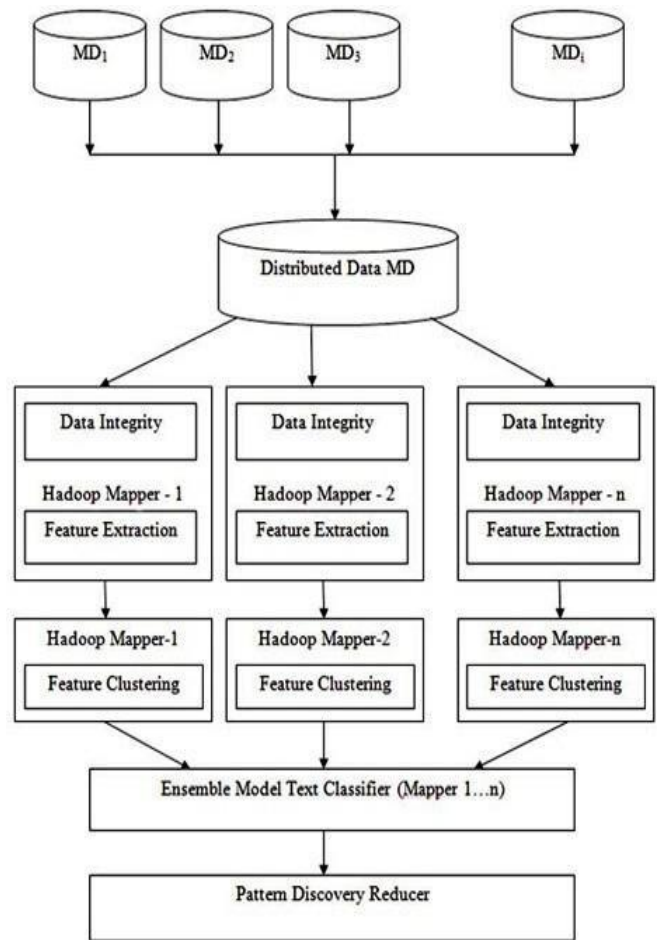 MD₁ MD₂ MD₃ MDᵢ
Distributed Data MD
Data Integrity Data Integrity Data Integrity
Hadoop Mapper - 1 Hadoop Mapper - 2 Hadoop Mapper - n
Feature Extraction Feature Extraction Feature Extraction
Hadoop Mapper-1 Hadoop Mapper-2 Hadoop Mapper-n
Feature Clustering Feature Clustering Feature Clustering
Ensemble Model Text Classifier (Mapper 1…n)
Pattern Discovery Reducer